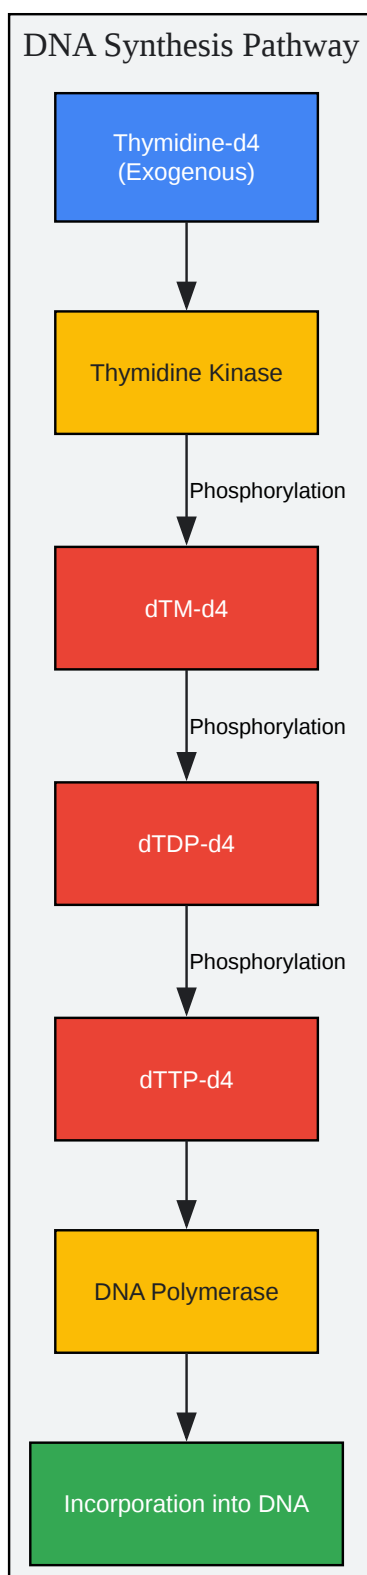 DNA Synthesis Pathway
Thymidine-d4
(Exogenous)
Thymidine Kinase
Phosphorylation
dTM-d4
Phosphorylation
dTDP-d4
Phosphorylation
dTTP-d4
DNA Polymerase
Incorporation into DNA